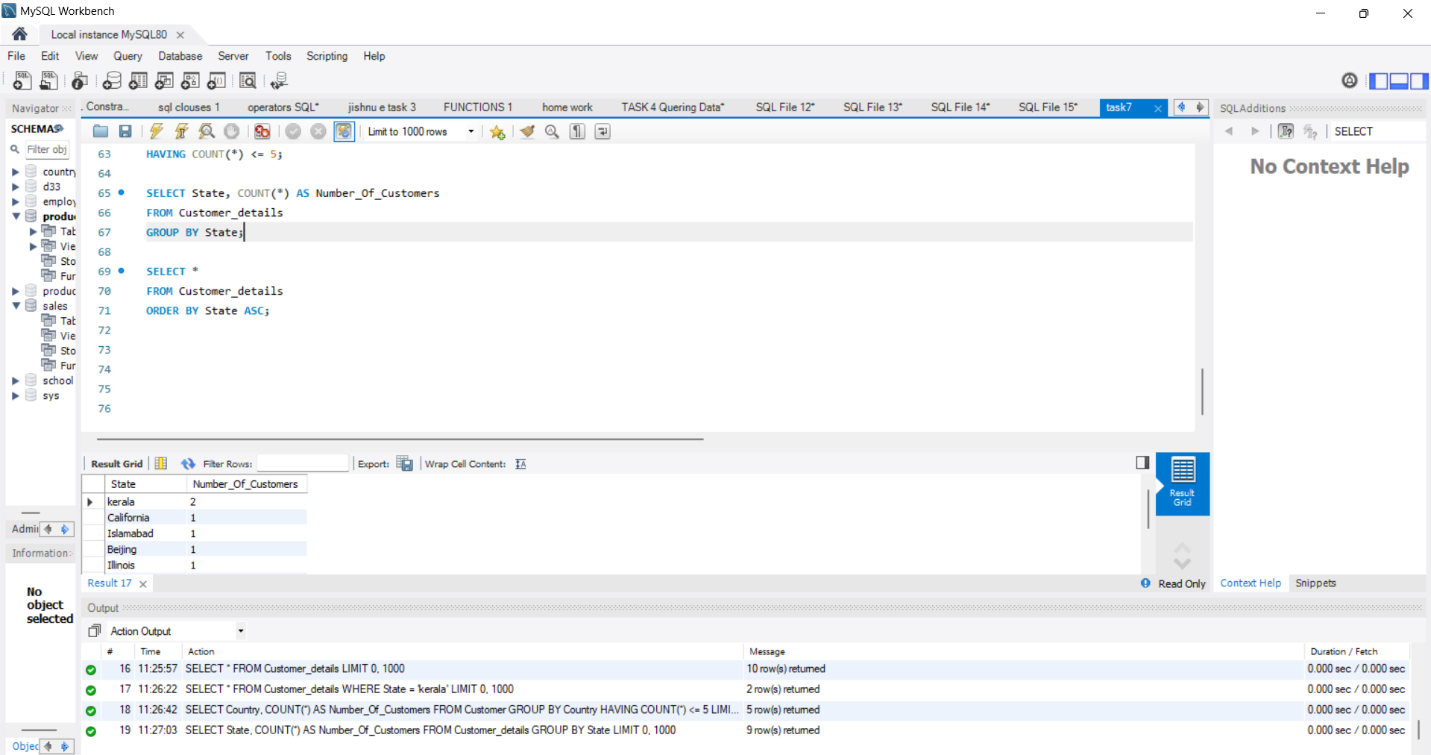 MySQL Workbench
Local instance MySQL80
File Edit View Query Database Server Tools Scripting Help
Navigator
SCHEMAS
Filter obj
country
d33
employ
produ
Tab
Vie
Sto
Fur
produc
sales
Tab
Vie
Sto
Fur
school
sys
Admi
Information
No object selected
Objec
. Constra... sql clouses 1 operators SQL* jishnu e task 3 FUNCTIONS 1 home work TASK 4 Quering Data* SQL File 12* SQL File 13* SQL File 14* SQL File 15* task7
Limit to 1000 rows
63 HAVING COUNT(*) <= 5;
64
65 SELECT State, COUNT(*) AS Number_Of_Customers
66 FROM Customer_details
67 GROUP BY State;
68
69 SELECT *
70 FROM Customer_details
71 ORDER BY State ASC;
72
73
74
75
76
Result Grid Filter Rows: Export: Wrap Cell Content:
State Number_Of_Customers
kerala 2
California 1
Islamabad 1
Beijing 1
Illinois 1
Result Grid
Result 17
Read Only
SQLAdditions
SELECT
No Context Help
Context Help Snippets
Output
Action Output
# Time Action Message Duration / Fetch
16 11:25:57 SELECT * FROM Customer_details LIMIT 0, 1000 10 row(s) returned 0.000 sec / 0.000 sec
17 11:26:22 SELECT * FROM Customer_details WHERE State = 'kerala' LIMIT 0, 1000 2 row(s) returned 0.000 sec / 0.000 sec
18 11:26:42 SELECT Country, COUNT(*) AS Number_Of_Customers FROM Customer GROUP BY Country HAVING COUNT(*) <= 5 LIMI... 5 row(s) returned 0.000 sec / 0.000 sec
19 11:27:03 SELECT State, COUNT(*) AS Number_Of_Customers FROM Customer_details GROUP BY State LIMIT 0, 1000 9 row(s) returned 0.000 sec / 0.000 sec